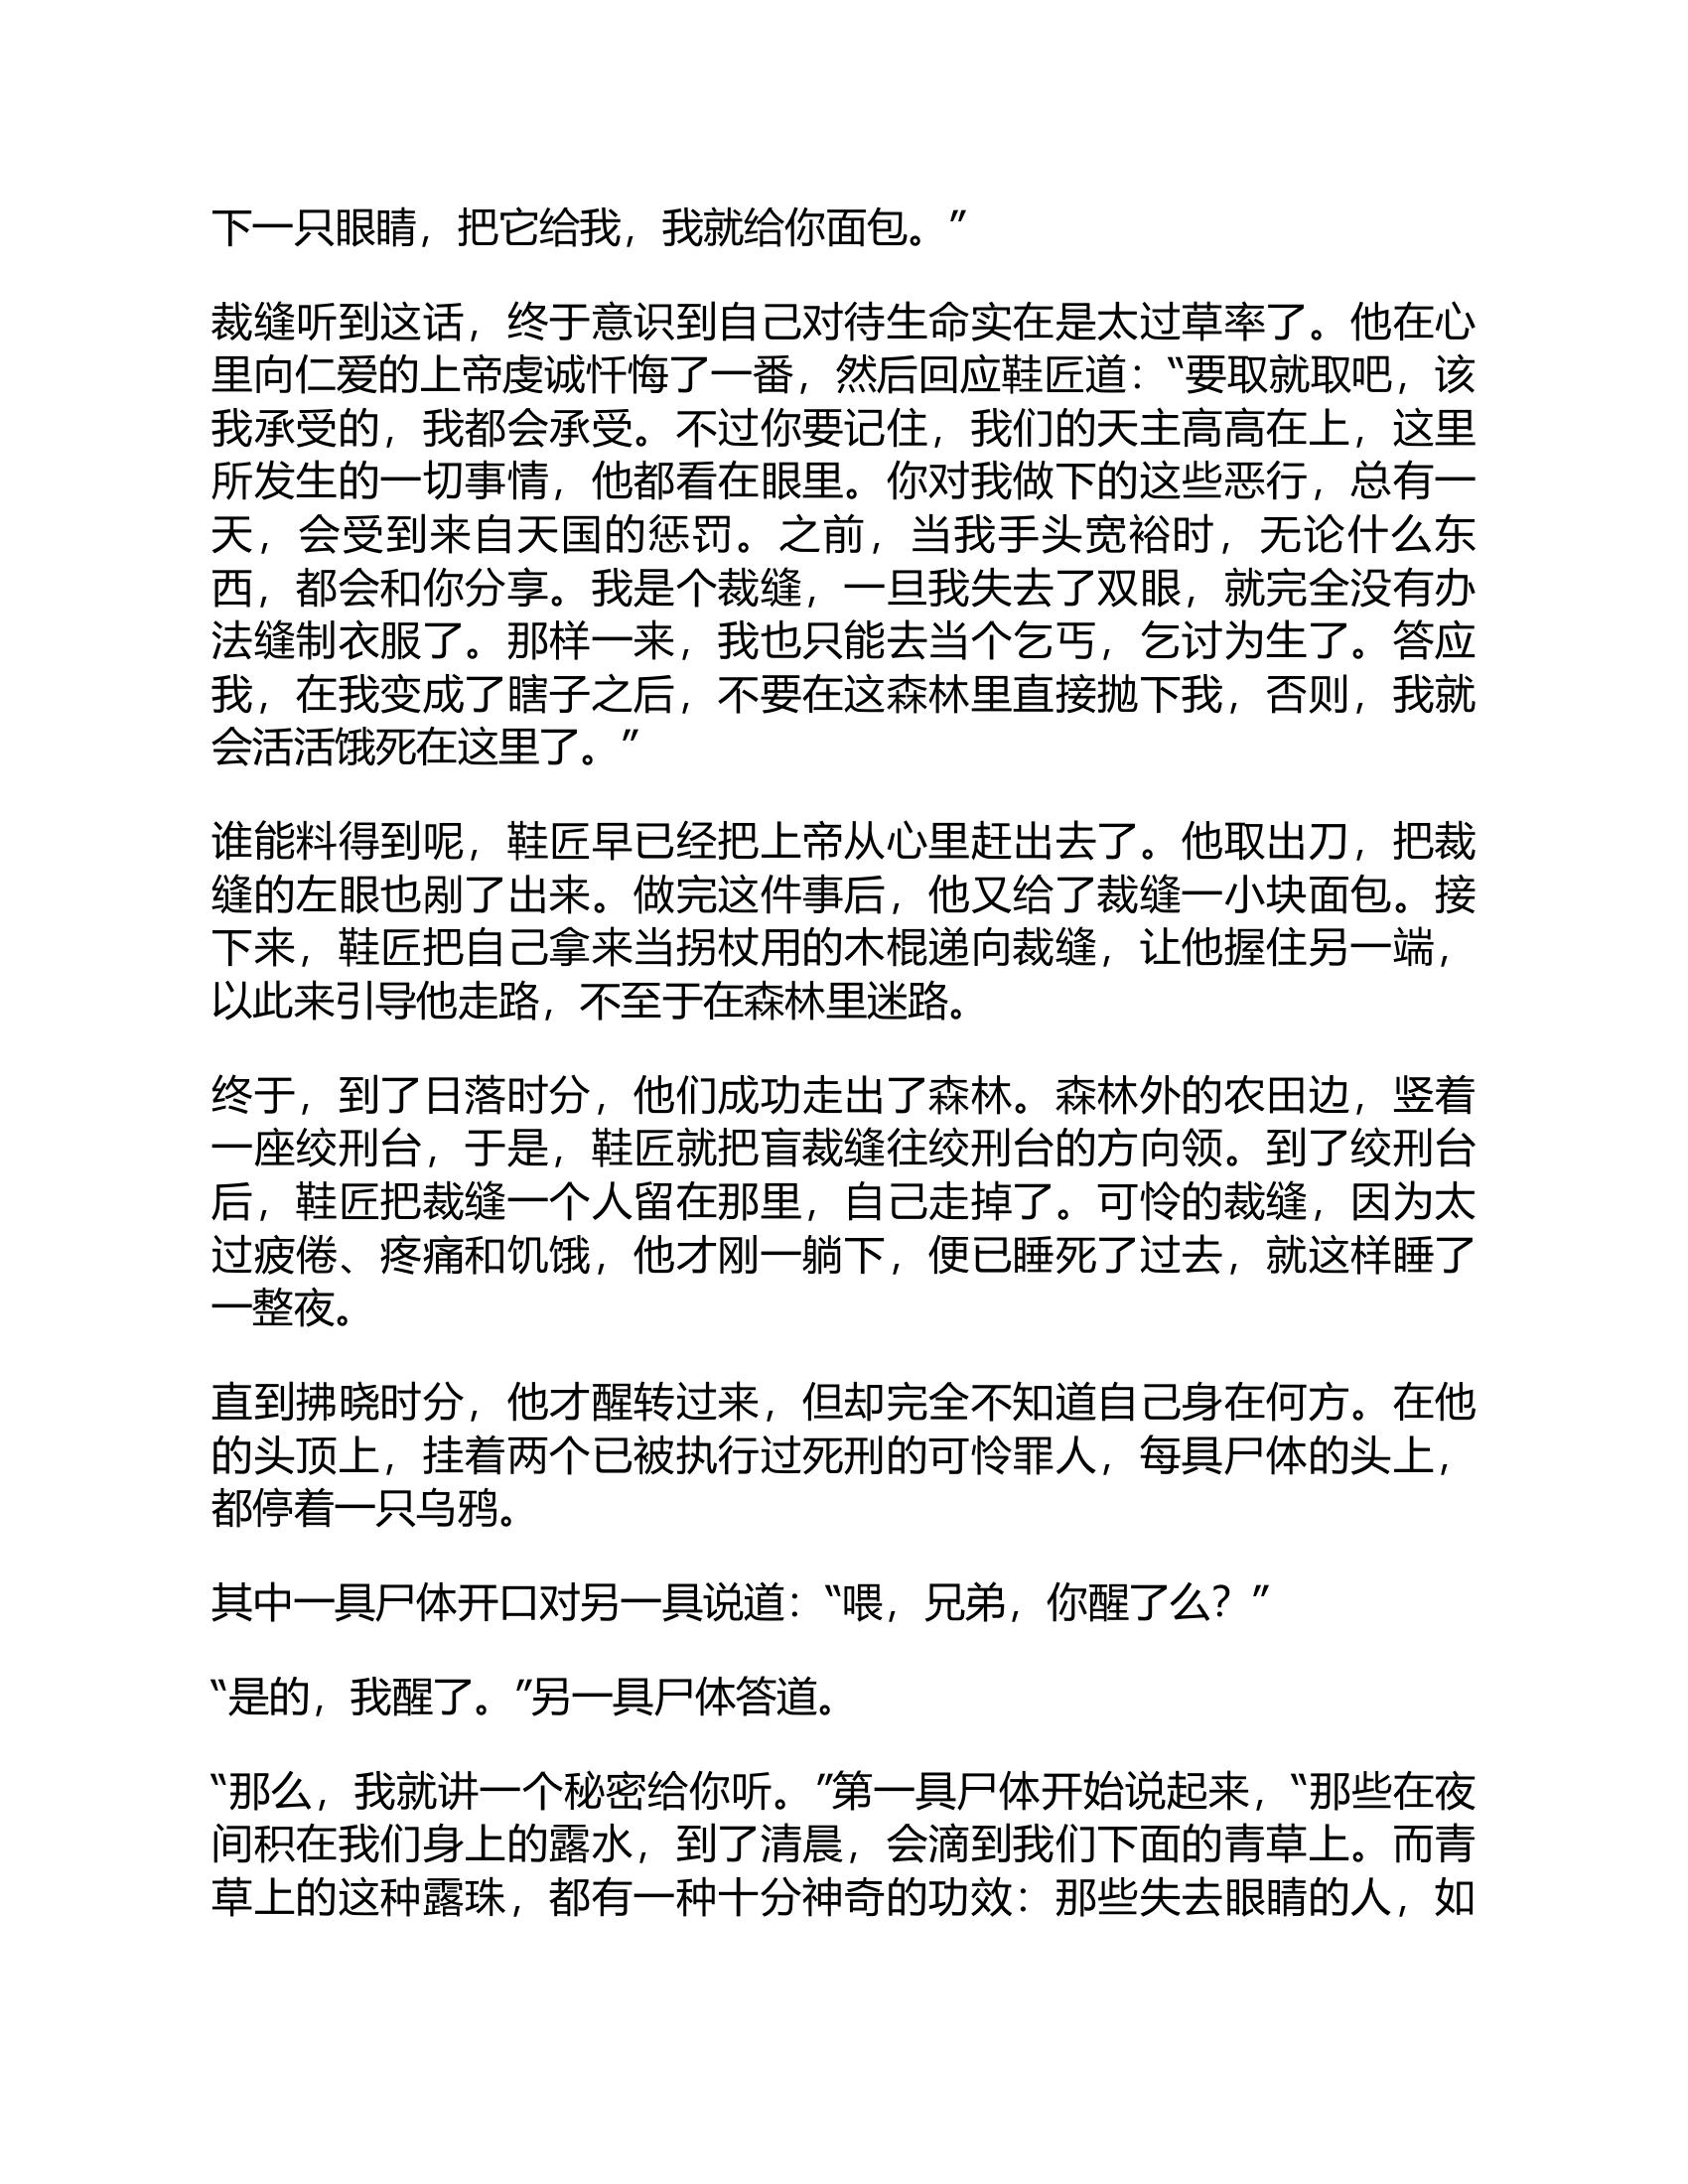 下一只眼睛，把它给我，我就给你面包。”
裁缝听到这话，终于意识到自己对待生命实在是太过草率了。他在心
里向仁爱的上帝虔诚忏悔了一番，然后回应鞋匠道：“要取就取吧，该
我承受的，我都会承受。不过你要记住，我们的天主高高在上，这里
所发生的一切事情，他都看在眼里。你对我做下的这些恶行，总有一
天，会受到来自天国的惩罚。之前，当我手头宽裕时，无论什么东
西，都会和你分享。我是个裁缝，一旦我失去了双眼，就完全没有办
法缝制衣服了。那样一来，我也只能去当个乞丐，乞讨为生了。答应
我，在我变成了瞎子之后，不要在这森林里直接抛下我，否则，我就
会活活饿死在这里了。”
谁能料得到呢，鞋匠早已经把上帝从心里赶出去了。他取出刀，把裁
缝的左眼也剐了出来。做完这件事后，他又给了裁缝一小块面包。接
下来，鞋匠把自己拿来当拐杖用的木棍递向裁缝，让他握住另一端，
以此来引导他走路，不至于在森林里迷路。
终于，到了日落时分，他们成功走出了森林。森林外的农田边，竖着
一座绞刑台，于是，鞋匠就把盲裁缝往绞刑台的方向领。到了绞刑台
后，鞋匠把裁缝一个人留在那里，自己走掉了。可怜的裁缝，因为太
过疲倦、疼痛和饥饿，他才刚一躺下，便已睡死了过去，就这样睡了
一整夜。
直到拂晓时分，他才醒转过来，但却完全不知道自己身在何方。在他
的头顶上，挂着两个已被执行过死刑的可怜罪人，每具尸体的头上，
都停着一只乌鸦。
其中一具尸体开口对另一具说道：“喂，兄弟，你醒了么？”
“是的，我醒了。”另一具尸体答道。
“那么，我就讲一个秘密给你听。”第一具尸体开始说起来，“那些在夜
间积在我们身上的露水，到了清晨，会滴到我们下面的青草上。而青
草上的这种露珠，都有一种十分神奇的功效：那些失去眼睛的人，如